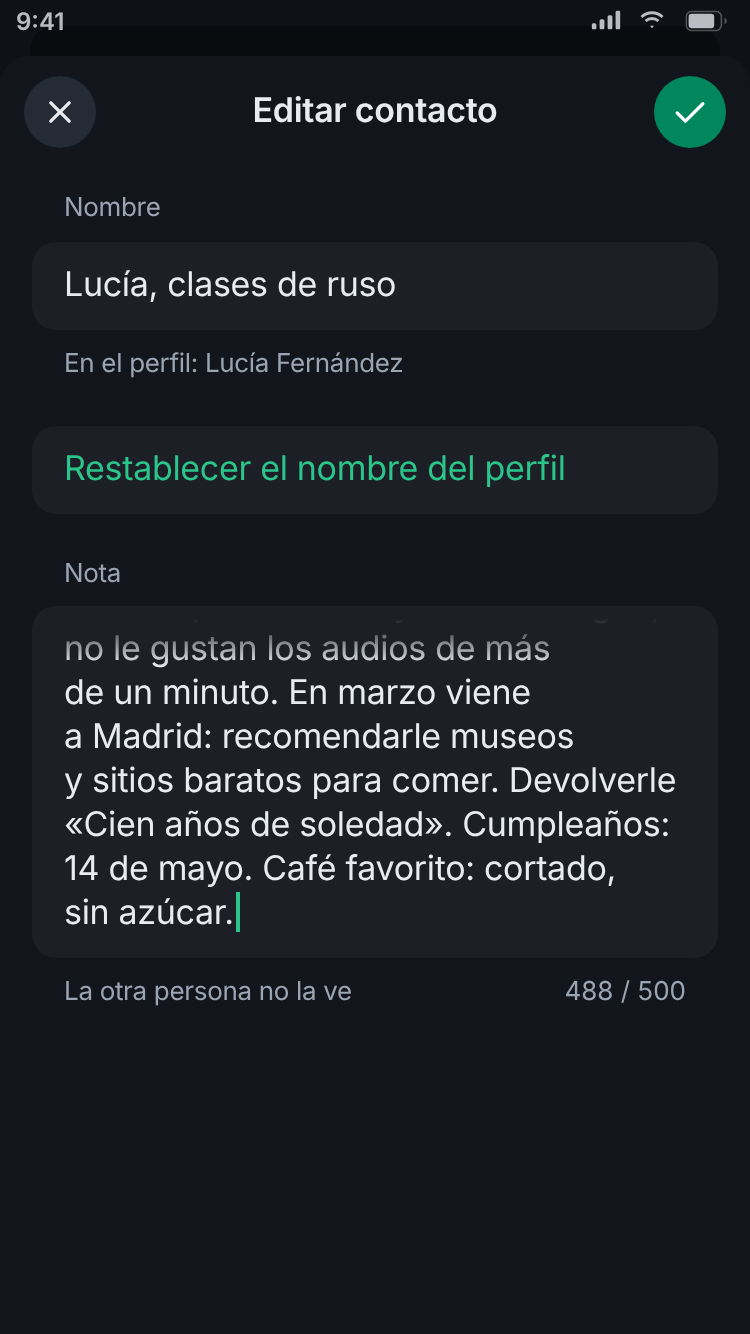 9:41
Editar contacto
Nombre
Lucía, clases de ruso
En el perfil: Lucía Fernández
Restablecer el nombre del perfil
Nota
no le gustan los audios de más
de un minuto. En marzo viene
a Madrid: recomendarle museos
y sitios baratos para comer. Devolverle
«Cien años de soledad». Cumpleaños:
14 de mayo. Café favorito: cortado,
sin azúcar.
La otra persona no la ve
488 / 500